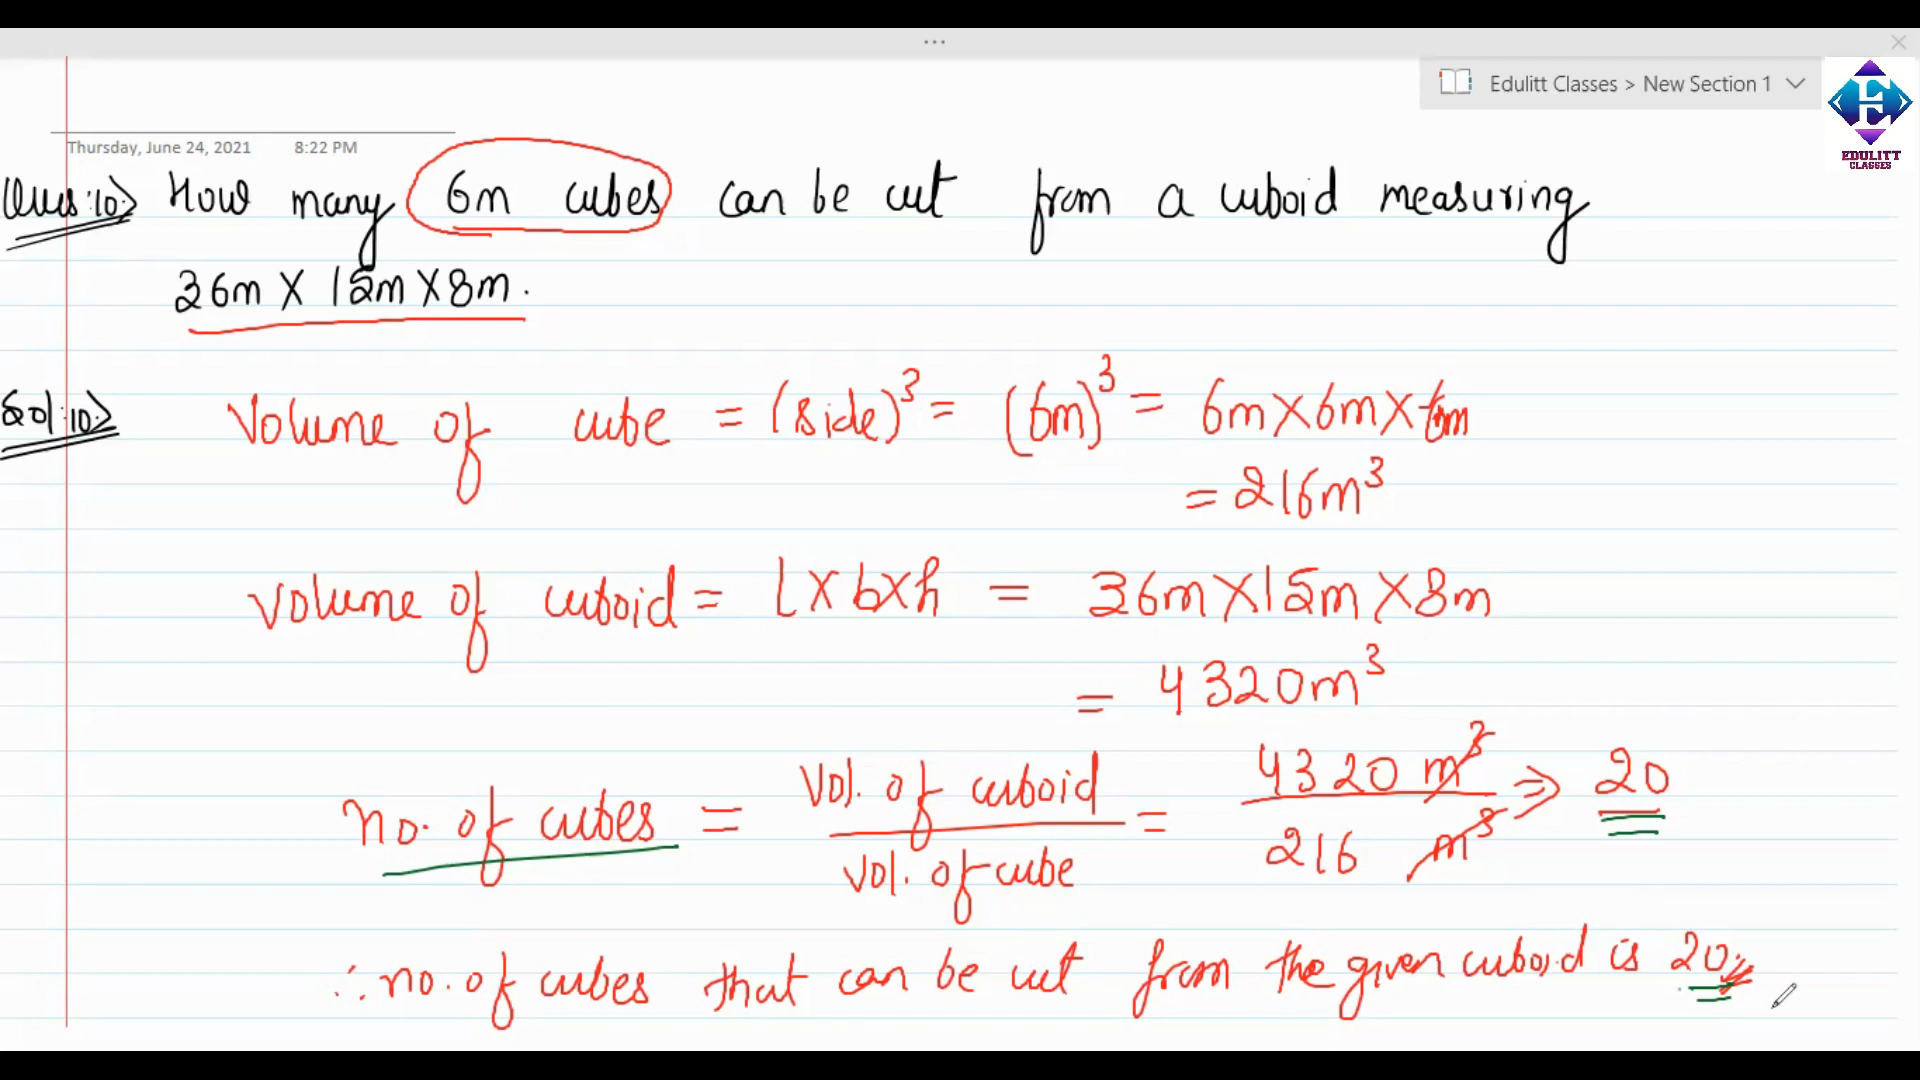 ...
Edulitt Classes > New Section 1
EDULITT
CLASSES
Thursday, June 24, 2021 8:22 PM
Ques:10:> How many 6m cubes can be cut from a cuboid measuring
36m X 15m X 8m.
Sol:10:> Volume of cube = (side)³ = (6m)³ = 6m X 6m X 6m
= 216m³
Volume of cuboid = l X b X h = 36m X 15m X 8m
= 4320m³
no. of cubes = Vol. of cuboid / Vol. of cube = 4320 m³ / 216 m³ ⇒ 20
∴ no. of cubes that can be cut from the given cuboid is 20.